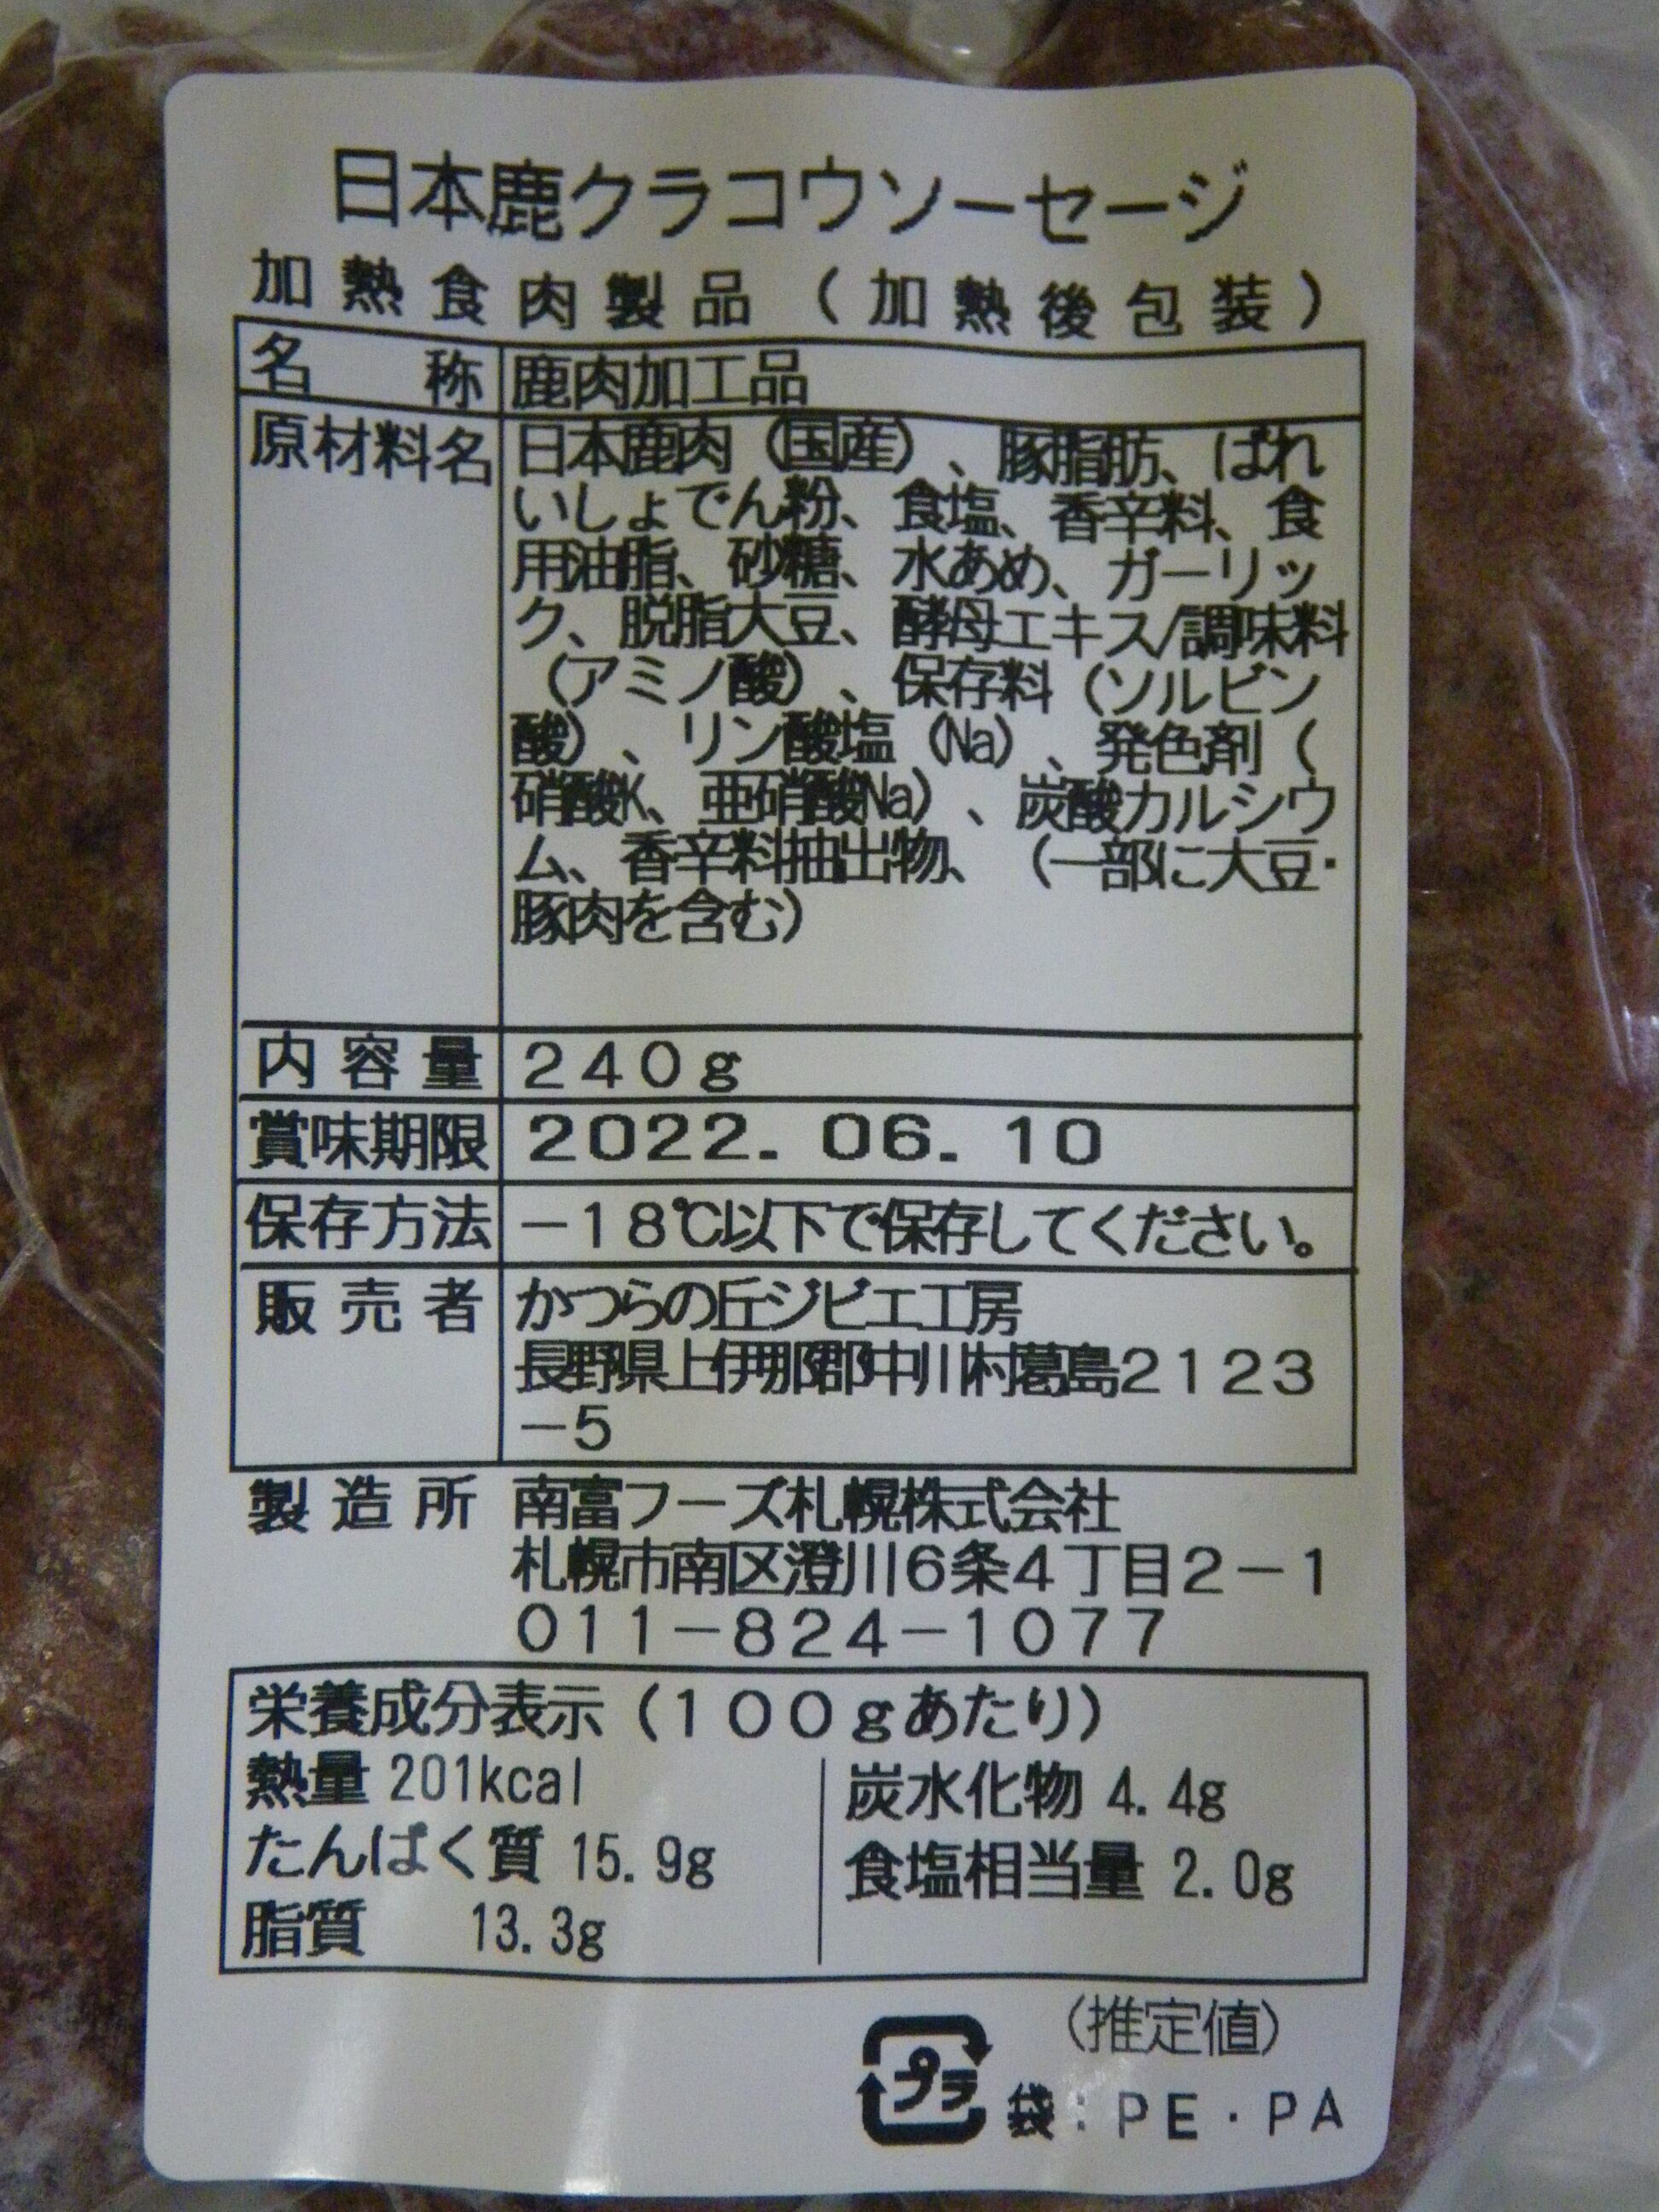 日本鹿クラコウソーセージ
加熱食肉製品（加熱後包装）
名称 鹿肉加工品
原材料名 日本鹿肉（国産）、豚脂肪、ばれ
いしょでん粉、食塩、香辛料、食
用油脂、砂糖、水あめ、ガーリッ
ク、脱脂大豆、酵母エキス/調味料
（アミノ酸）、保存料（ソルビン
酸）、リン酸塩（Na）、発色剤（
硝酸K、亜硝酸Na）、炭酸カルシウ
ム、香辛料抽出物、（一部に大豆・
豚肉を含む）
内容量 240g
賞味期限 2022.06.10
保存方法 −18℃以下で保存してください。
販売者 かつらの丘ジビエ工房
長野県上伊那郡中川村葛島2123
−5
製造所 南富フーズ札幌株式会社
札幌市南区澄川6条4丁目2−1
011−824−1077
栄養成分表示（100gあたり）
熱量 201kcal 炭水化物 4.4g
たんぱく質 15.9g 食塩相当量 2.0g
脂質 13.3g
（推定値）
プラ 袋：PE・PA